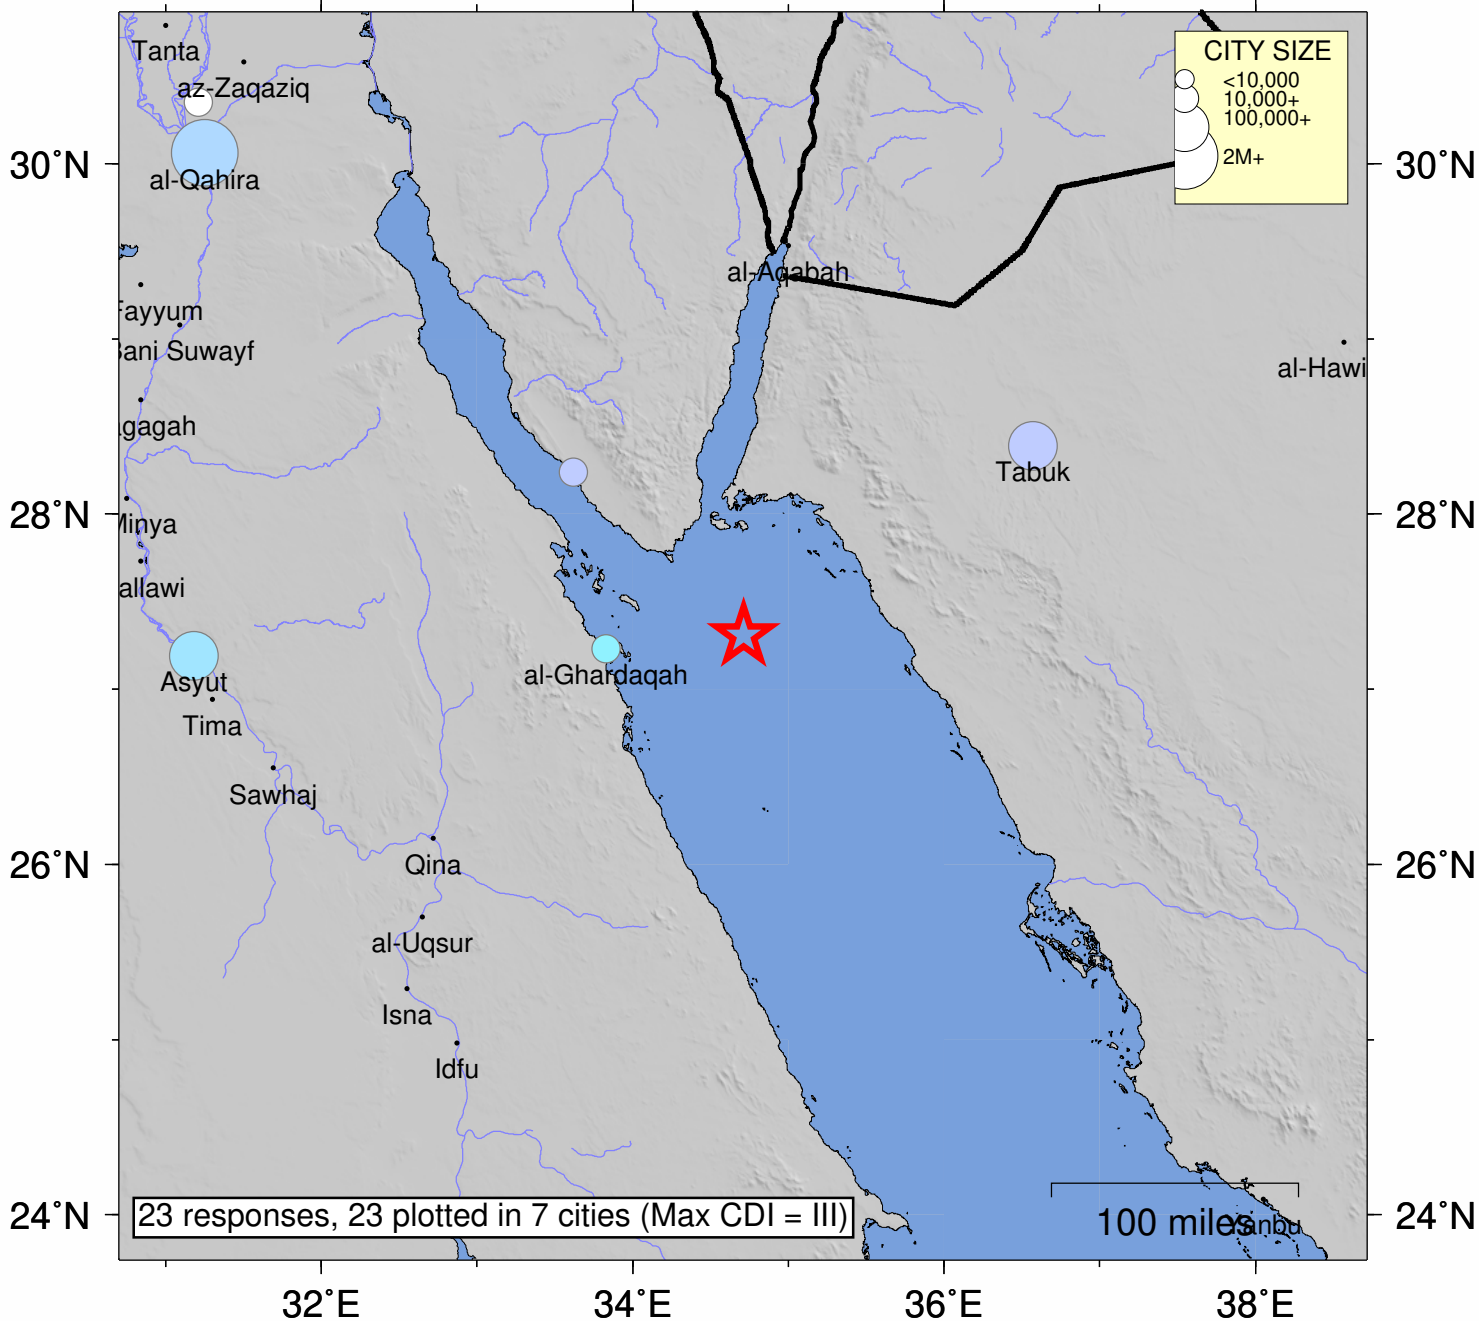 Tanta
az-Zaqaziq
al-Qahira
CITY SIZE
<10,000
10,000+
100,000+
2M+
30°N
30°N
al-Aqabah
Fayyum
Bani Suwayf
al-Hawi
agagah
Tabuk
28°N
28°N
Minya
allawi
al-Ghardaqah
Asyut
Tima
Sawhaj
26°N
26°N
Qina
al-Uqsur
Isna
Idfu
24°N
24°N
23 responses, 23 plotted in 7 cities (Max CDI = III)
100 miles
Yanbu
32°E
34°E
36°E
38°E